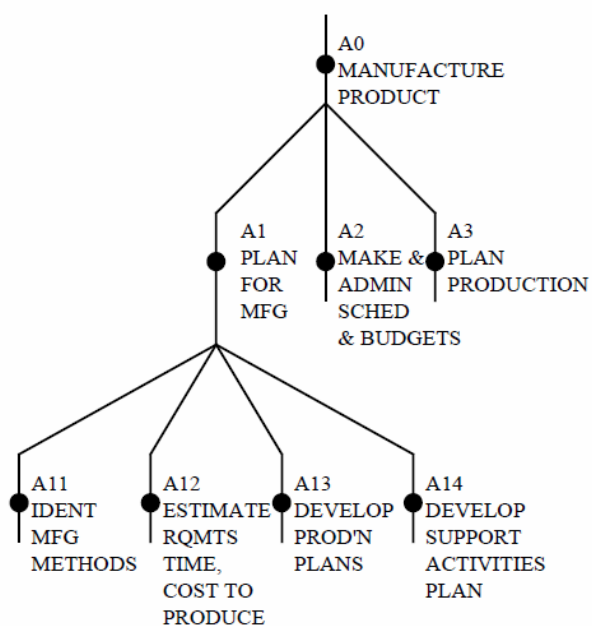 A0
MANUFACTURE
PRODUCT
A1
PLAN
FOR
MFG
A2
MAKE &
ADMIN
SCHED
& BUDGETS
A3
PLAN
PRODUCTION
A11
IDENT
MFG
METHODS
A12
ESTIMATE
RQMTS
TIME,
COST TO
PRODUCE
A13
DEVELOP
PROD'N
PLANS
A14
DEVELOP
SUPPORT
ACTIVITIES
PLAN